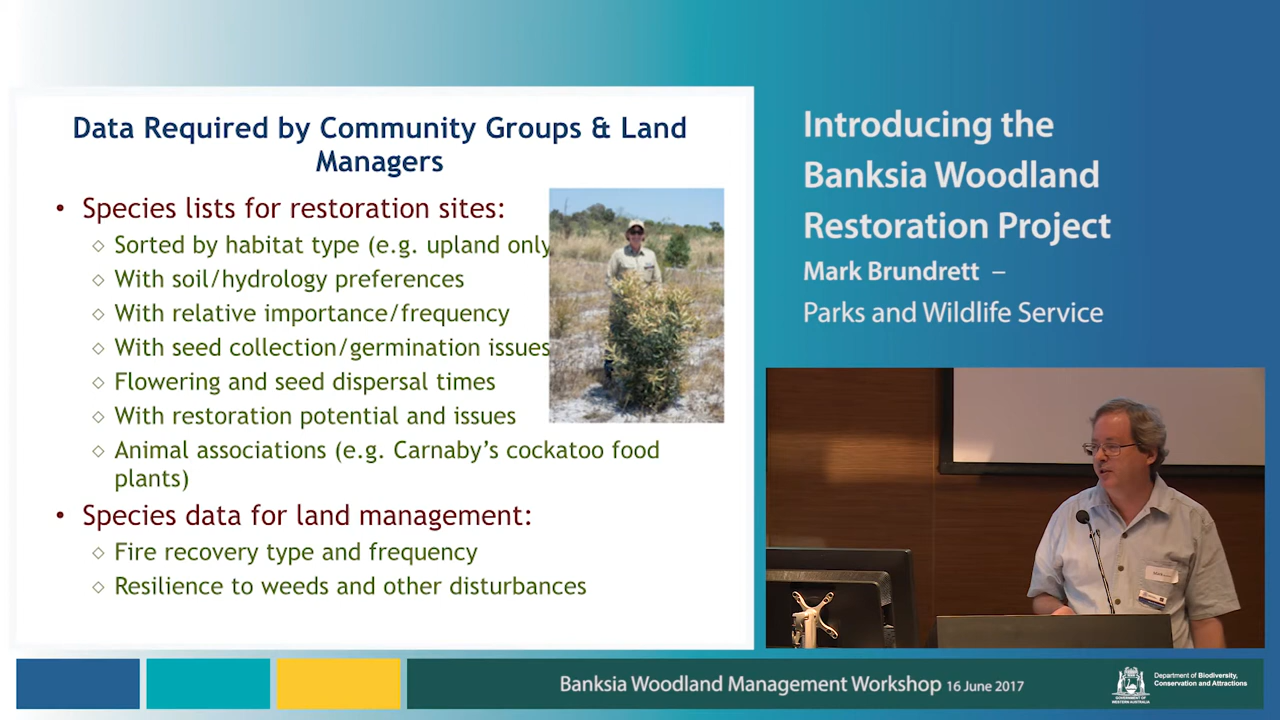 Data Required by Community Groups & Land
Managers
• Species lists for restoration sites:
◇ Sorted by habitat type (e.g. upland only
◇ With soil/hydrology preferences
◇ With relative importance/frequency
◇ With seed collection/germination issues
◇ Flowering and seed dispersal times
◇ With restoration potential and issues
◇ Animal associations (e.g. Carnaby’s cockatoo food
plants)
• Species data for land management:
◇ Fire recovery type and frequency
◇ Resilience to weeds and other disturbances
Introducing the
Banksia Woodland
Restoration Project
Mark Brundrett –
Parks and Wildlife Service
Banksia Woodland Management Workshop 16 June 2017
GOVERNMENT OF
WESTERN AUSTRALIA
Department of Biodiversity,
Conservation and Attractions